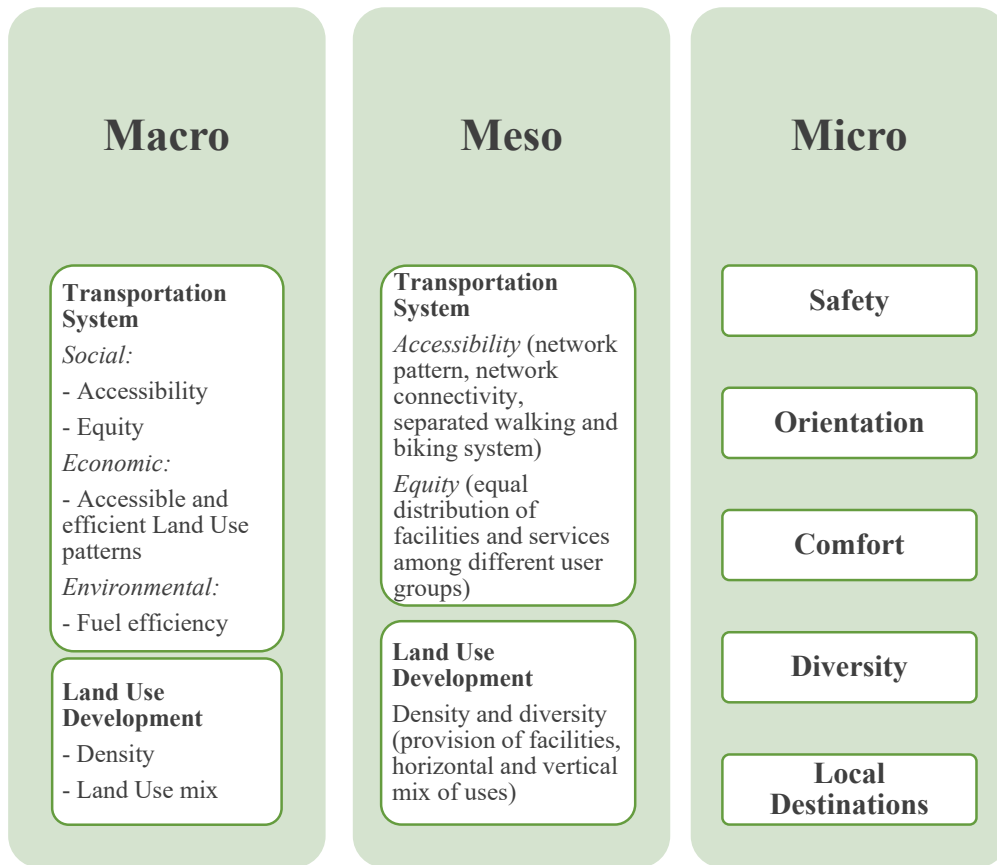 Macro
Transportation
System
Social:
- Accessibility
- Equity
Economic:
- Accessible and
efficient Land Use
patterns
Environmental:
- Fuel efficiency
Land Use
Development
- Density
- Land Use mix
Meso
Transportation
System
Accessibility (network
pattern, network
connectivity,
separated walking and
biking system)
Equity (equal
distribution of
facilities and services
among different user
groups)
Land Use
Development
Density and diversity
(provision of facilities,
horizontal and vertical
mix of uses)
Micro
Safety
Orientation
Comfort
Diversity
Local
Destinations